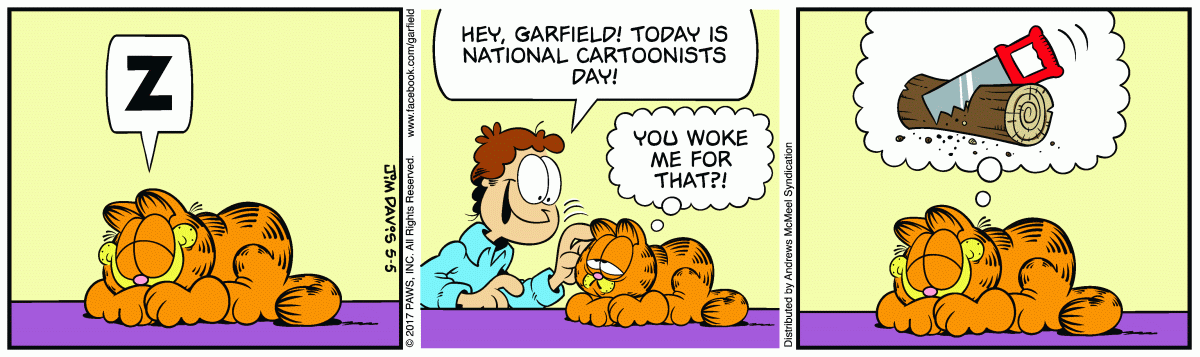 Z
JIM DAVIS 5-5
© 2017 PAWS, INC. All Rights Reserved. www.facebook.com/garfield
HEY, GARFIELD! TODAY IS
NATIONAL CARTOONISTS
DAY!
YOU WOKE
ME FOR
THAT?!
Distributed by Andrews McMeel Syndication